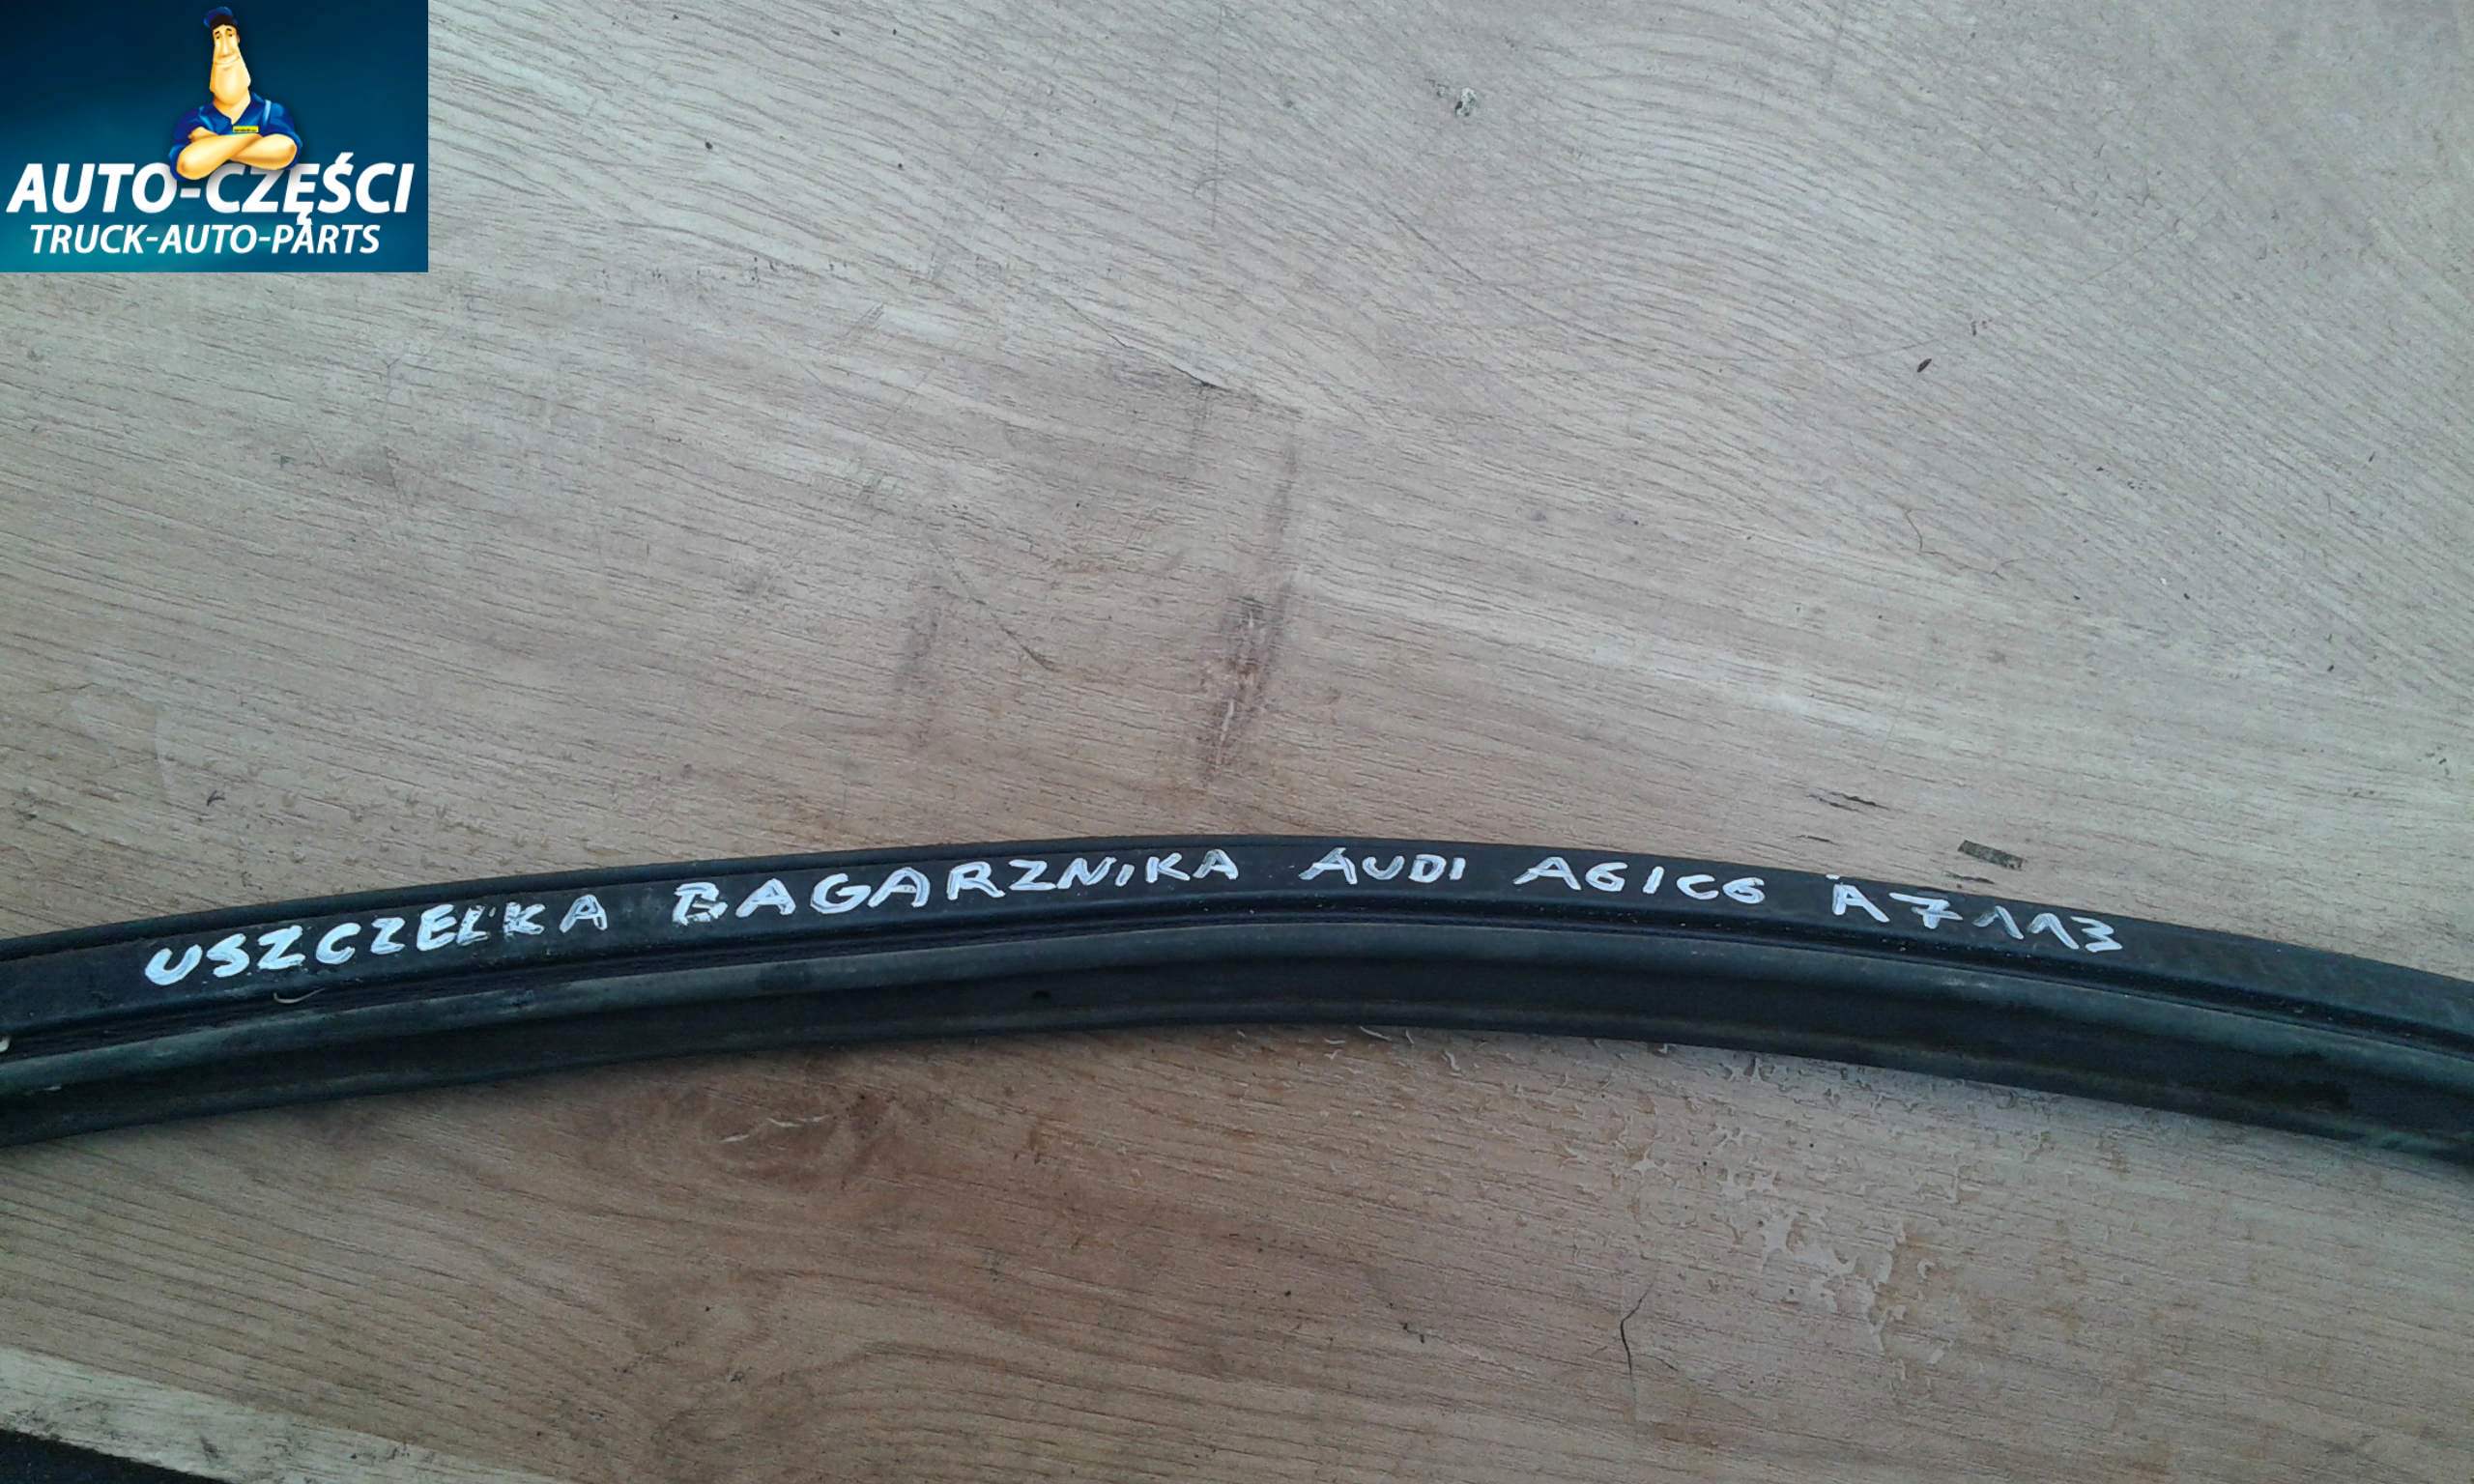 AUTO-CZĘŚCI
TRUCK-AUTO-PARTS
USZCZELKA BAGARZNIKA AUDI A6/C6 A7113